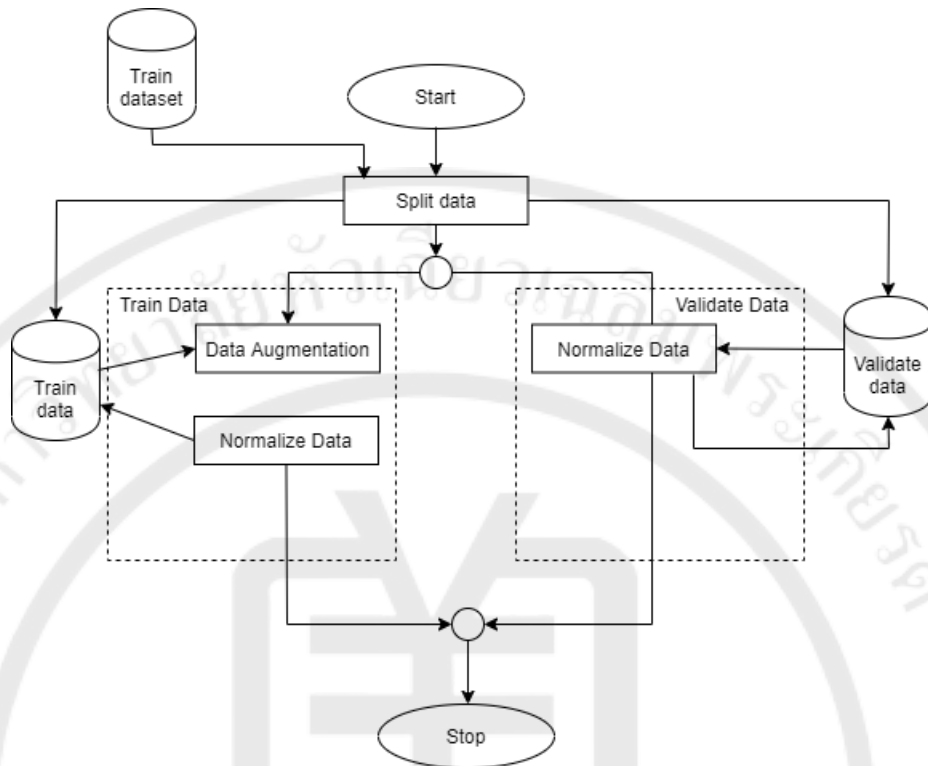 Train
dataset
Start
Split data
Train Data
Validate Data
Data Augmentation
Normalize Data
Train
data
Validate
data
Normalize Data
Stop